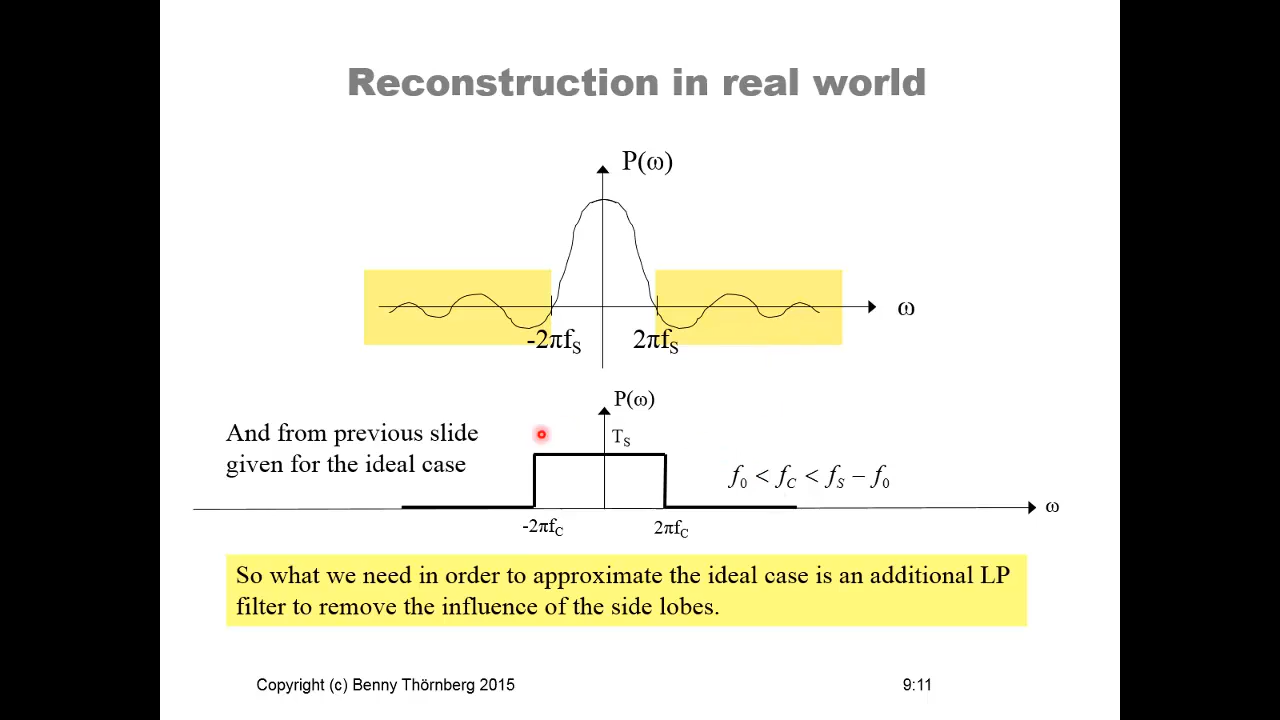 Reconstruction in real world
P(ω)
ω
-2πfS
2πfS
P(ω)
And from previous slide
given for the ideal case
TS
f0 < fC < fS − f0
ω
-2πfC
2πfC
So what we need in order to approximate the ideal case is an additional LP
filter to remove the influence of the side lobes.
Copyright (c) Benny Thörnberg 2015
9:11